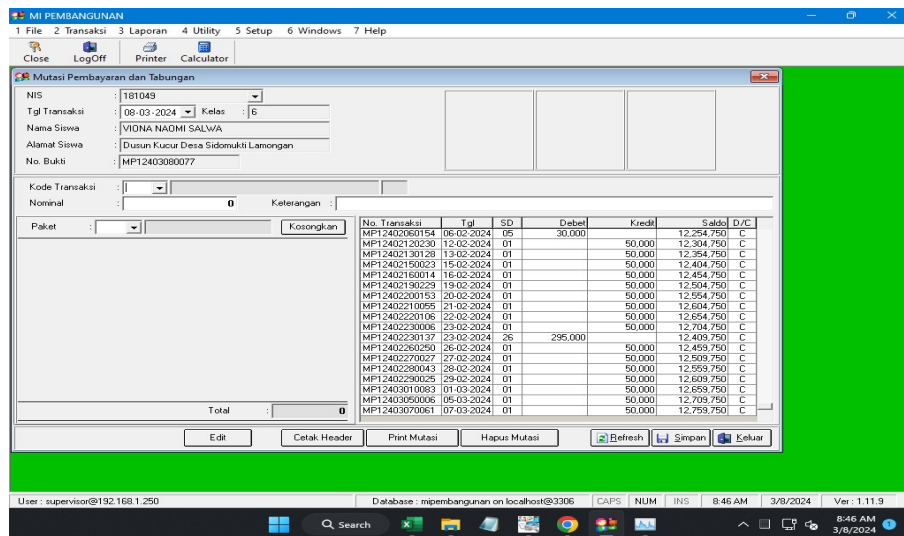 MI PEMBANGUNAN
1 File 2 Transaksi 3 Laporan 4 Utility 5 Setup 6 Windows 7 Help
Close LogOff Printer Calculator
Mutasi Pembayaran dan Tabungan
NIS : 181049
Tgl Transaksi : 08-03-2024 Kelas : 6
Nama Siswa : VIONA NAOMI SALWA
Alamat Siswa : Dusun Kucur Desa Sidomukti Lamongan
No. Bukti : MP12403080077
Kode Transaksi :
Nominal : 0 Keterangan :
Paket : Kosongkan
No. Transaksi Tgl SD Debet Kredit Saldo D/C
MP12402060154 06-02-2024 05 30,000 12,254,750 C
MP12402120230 12-02-2024 01 50,000 12,304,750 C
MP12402130128 13-02-2024 01 50,000 12,354,750 C
MP12402150023 15-02-2024 01 50,000 12,404,750 C
MP12402160014 16-02-2024 01 50,000 12,454,750 C
MP12402190229 19-02-2024 01 50,000 12,504,750 C
MP12402200153 20-02-2024 01 50,000 12,554,750 C
MP12402210055 21-02-2024 01 50,000 12,604,750 C
MP12402220106 22-02-2024 01 50,000 12,654,750 C
MP12402230006 23-02-2024 01 50,000 12,704,750 C
MP12402230137 23-02-2024 26 295,000 12,409,750 C
MP12402260250 26-02-2024 01 50,000 12,459,750 C
MP12402270027 27-02-2024 01 50,000 12,509,750 C
MP12402280043 28-02-2024 01 50,000 12,559,750 C
MP12402290025 29-02-2024 01 50,000 12,609,750 C
MP12403010083 01-03-2024 01 50,000 12,659,750 C
MP12403050006 05-03-2024 01 50,000 12,709,750 C
MP12403070061 07-03-2024 01 50,000 12,759,750 C
Total : 0
Edit Cetak Header Print Mutasi Hapus Mutasi Refresh Simpan Keluar
User : supervisor@192.168.1.250 Database : mipembangunan on localhost@3306 CAPS NUM INS 8:46 AM 3/8/2024 Ver : 1.11.9
Search 8:46 AM
3/8/2024 1